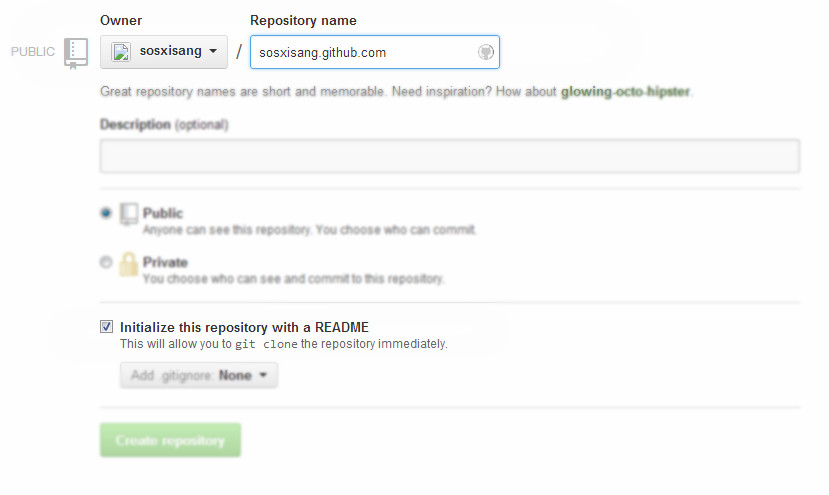 Owner Repository name
PUBLIC sosxisang / sosxisang.github.com
Great repository names are short and memorable. Need inspiration? How about glowing-octo-hipster.
Description (optional)
Public
Anyone can see this repository. You choose who can commit.
Private
You choose who can see and commit to this repository.
Initialize this repository with a README
This will allow you to git clone the repository immediately.
Add .gitignore: None
Create repository